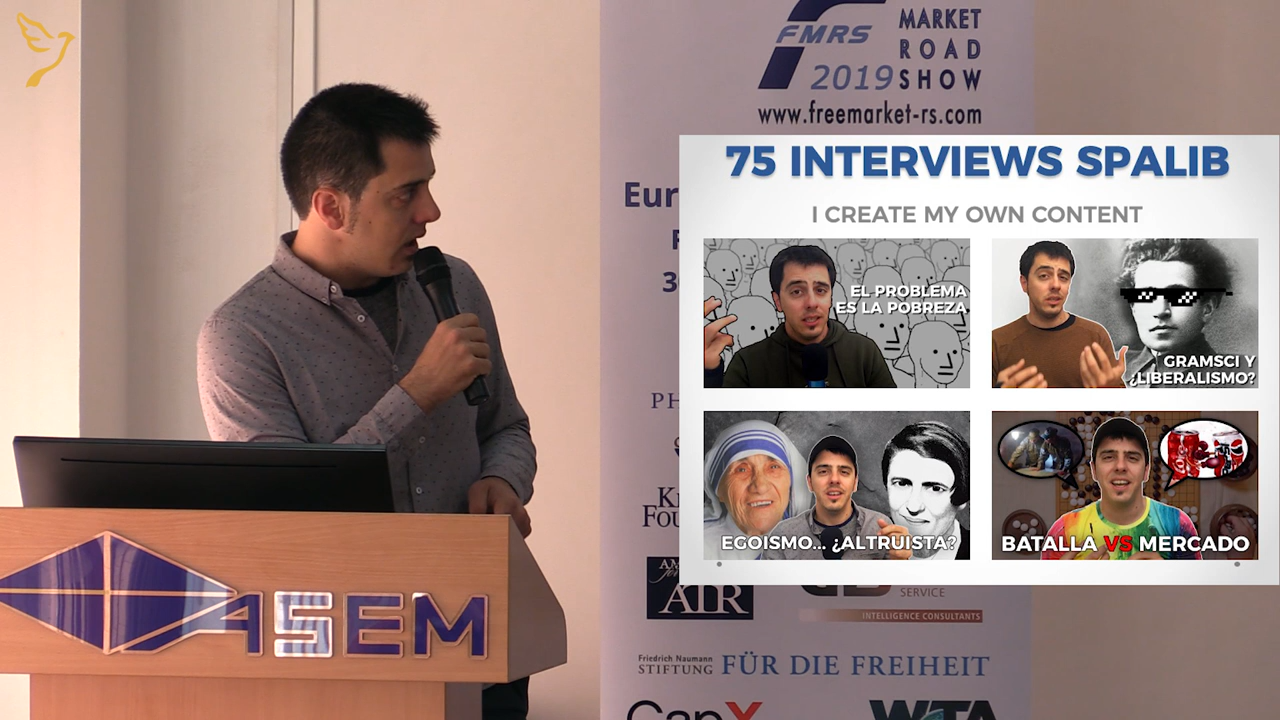 MARKET
FMRS
ROAD
2019
SHOW
www.freemarket-rs.com
75 INTERVIEWS SPALIB
I CREATE MY OWN CONTENT
EL PROBLEMA
ES LA POBREZA
GRAMSCI Y
¿LIBERALISMO?
EGOISMO... ¿ALTRUISTA?
BATALLA VS MERCADO
ASEM
AIR
SERVICE
INTELLIGENCE CONSULTANTS
Friedrich Naumann
STIFTUNG FÜR DIE FREIHEIT
CapX